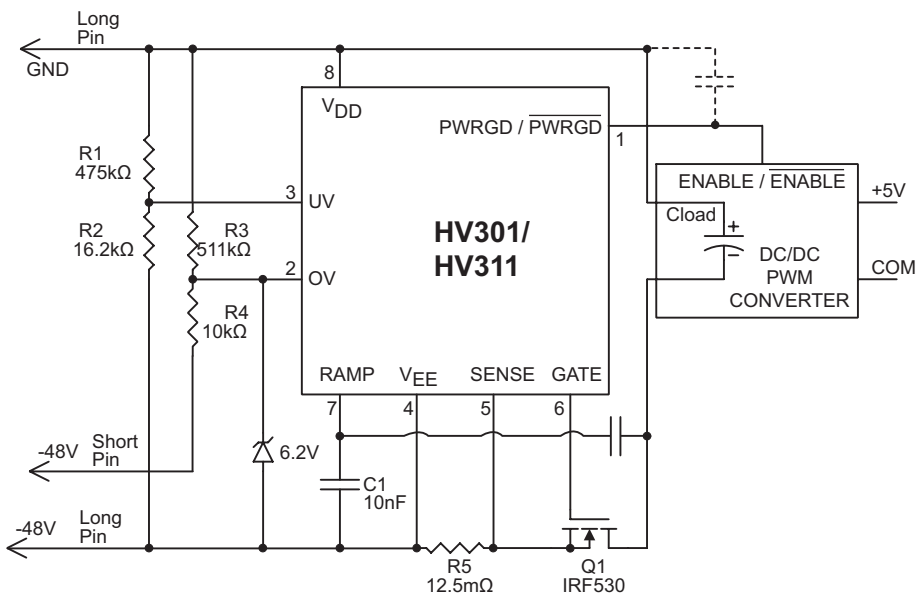 Long
Pin
GND
8
VDD
PWRGD / PWRGD
1
R1
475kΩ
ENABLE / ENABLE
+5V
3
UV
Cload
+
R2
16.2kΩ
R3
511kΩ
HV301/
HV311
−
DC/DC
PWM
CONVERTER
COM
2
OV
R4
10kΩ
RAMP
VEE
SENSE
GATE
7
4
5
6
-48V
Short
Pin
6.2V
C1
10nF
-48V
Long
Pin
R5
12.5mΩ
Q1
IRF530